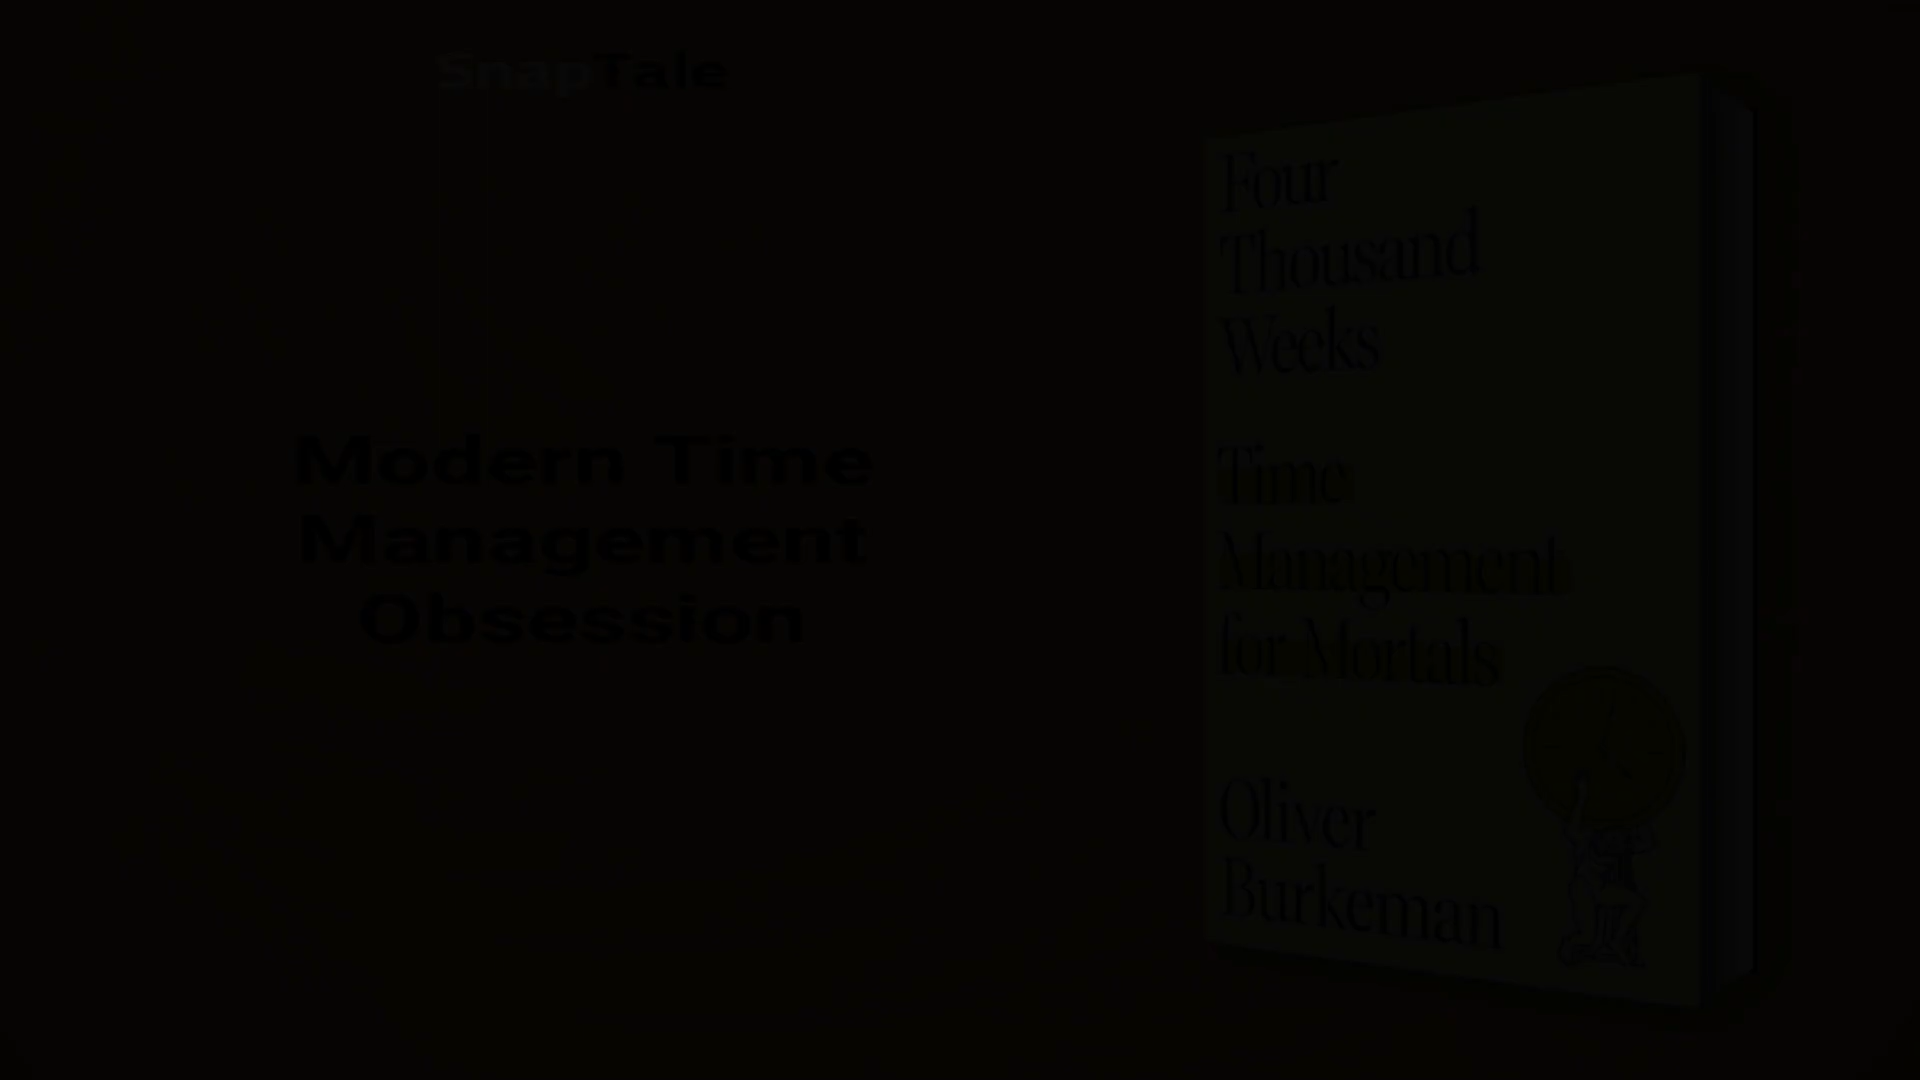 SnapTale
Modern Time
Management
Obsession
Four
Thousand
Weeks
Time
Management
for Mortals
Oliver
Burkeman